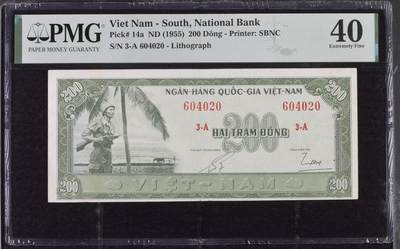 PMG
PAPER MONEY GUARANTY
Viet Nam - South, National Bank
Pick# 14a ND (1955) 200 Dông - Printer: SBNC
S/N 3-A 604020 - Lithograph
40
Extremely Fine
NGÂN-HÀNG QUỐC-GIA VIỆT-NAM
604020 604020
3-A 200 3-A
HAI TRĂM ĐỒNG
200 VIỆT-NAM 200